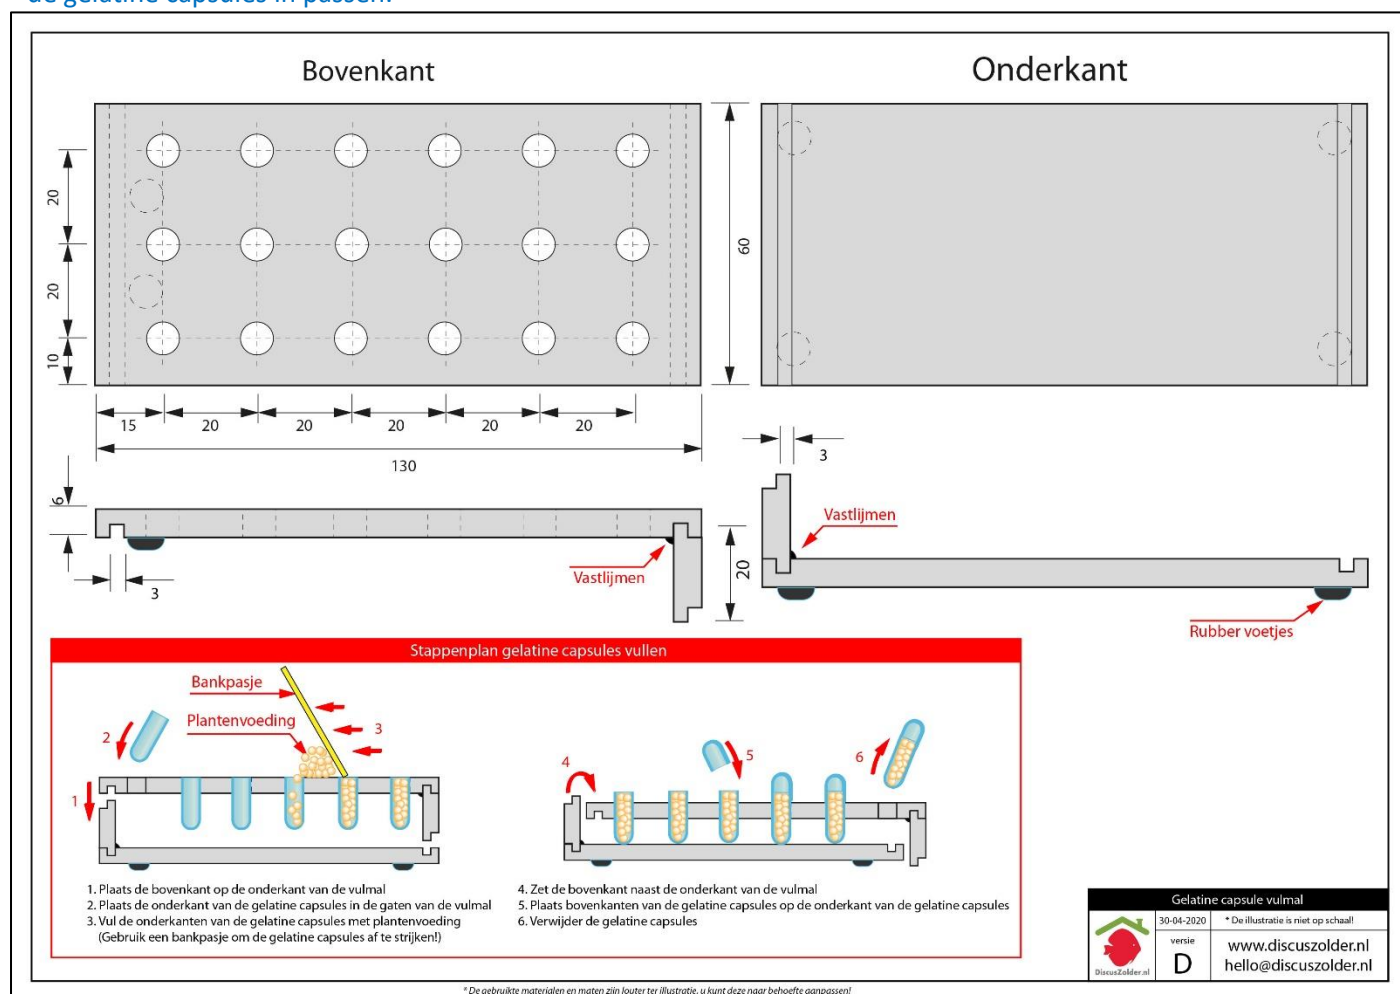 de gelatine capsules in passen.
Bovenkant
Onderkant
20
20
10
15
20
20
20
20
20
130
60
6
3
Vastlijmen
20
3
Vastlijmen
Rubber voetjes
Stappenplan gelatine capsules vullen
Bankpasje
Plantenvoeding
2
3
1
4
5
6
1. Plaats de bovenkant op de onderkant van de vulmal
2. Plaats de onderkant van de gelatine capsules in de gaten van de vulmal
3. Vul de onderkanten van de gelatine capsules met plantenvoeding
(Gebruik een bankpasje om de gelatine capsules af te strijken!)
4. Zet de bovenkant naast de onderkant van de vulmal
5. Plaats bovenkanten van de gelatine capsules op de onderkant van de gelatine capsules
6. Verwijder de gelatine capsules
Gelatine capsule vulmal
30-04-2020
* De illustratie is niet op schaal!
versie
D
www.discuszolder.nl
hello@discuszolder.nl
DiscusZolder.nl
* De gebruikte materialen en maten zijn louter ter illustratie, u kunt deze naar behoefte aanpassen!